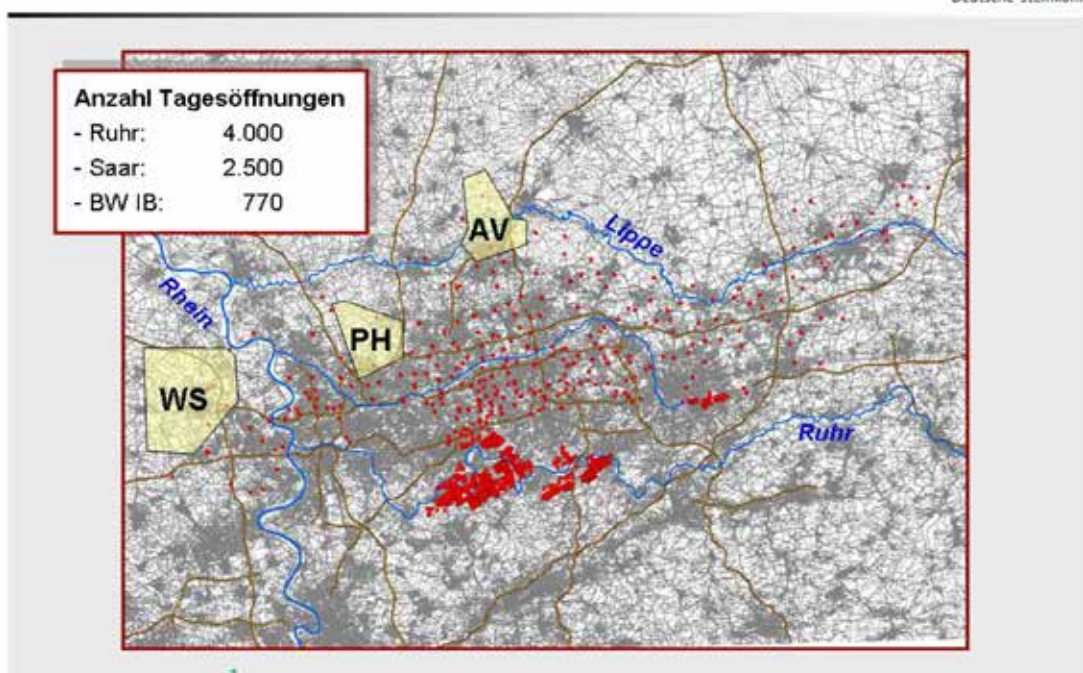 Anzahl Tagesöffnungen
- Ruhr: 4.000
- Saar: 2.500
- BW IB: 770
AV
Lippe
Rhein
PH
WS
Ruhr